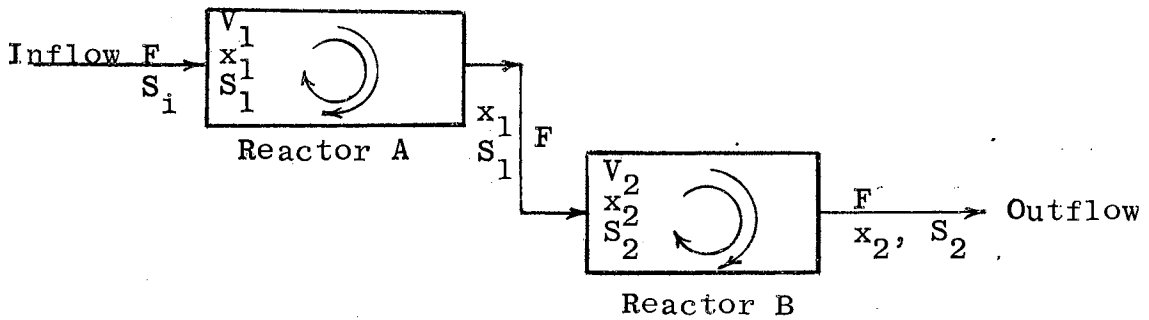 Inflow F
S_i
V_1
x_1
S_1
Reactor A
x_1
S_1
F
V_2
x_2
S_2
Reactor B
F
x_2, S_2
Outflow